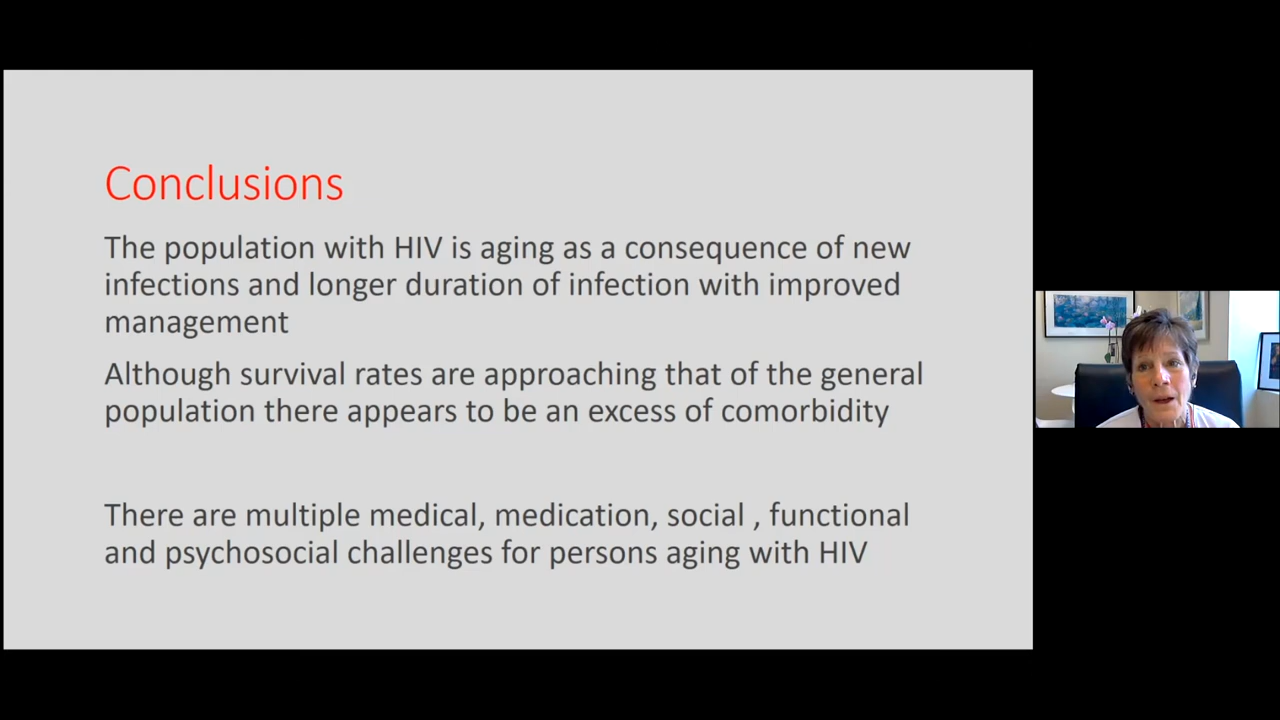 Conclusions
The population with HIV is aging as a consequence of new
infections and longer duration of infection with improved
management
Although survival rates are approaching that of the general
population there appears to be an excess of comorbidity
There are multiple medical, medication, social , functional
and psychosocial challenges for persons aging with HIV